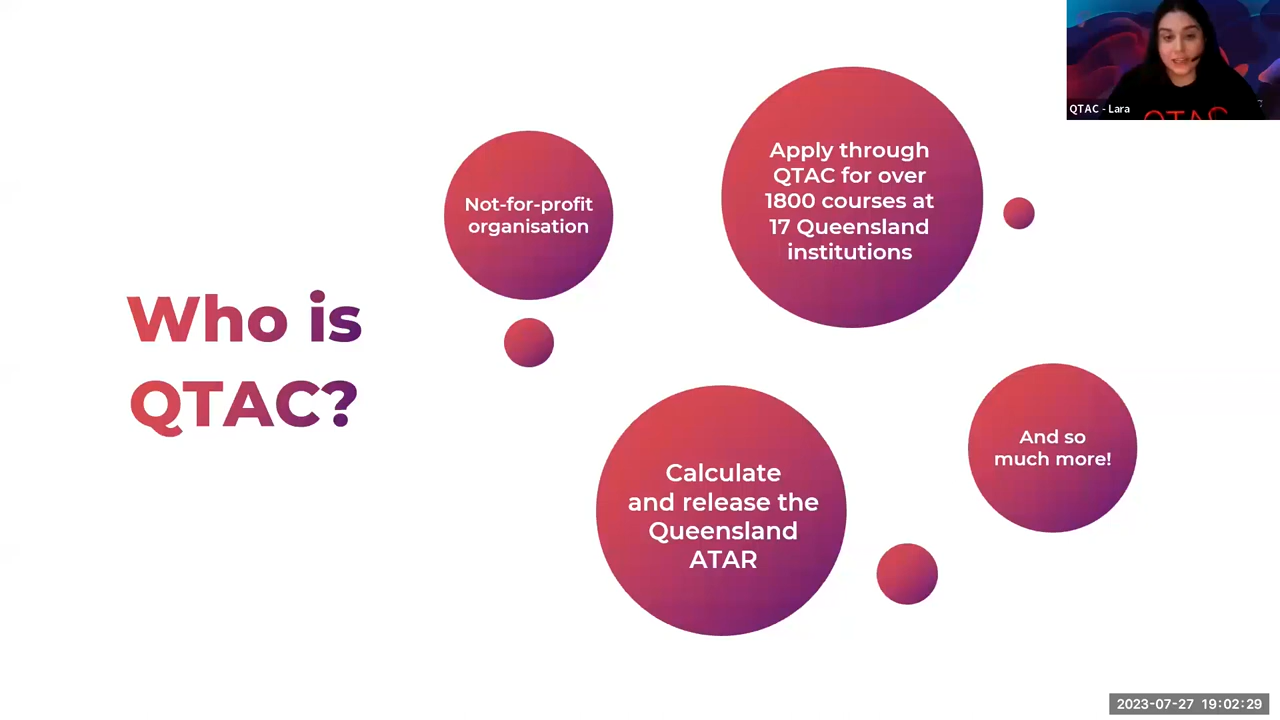 Who is
QTAC?
Not-for-profit
organisation
Apply through
QTAC for over
1800 courses at
17 Queensland
institutions
Calculate
and release the
Queensland
ATAR
And so
much more!
QTAC
QTAC - Lara
2023-07-27 19:02:29